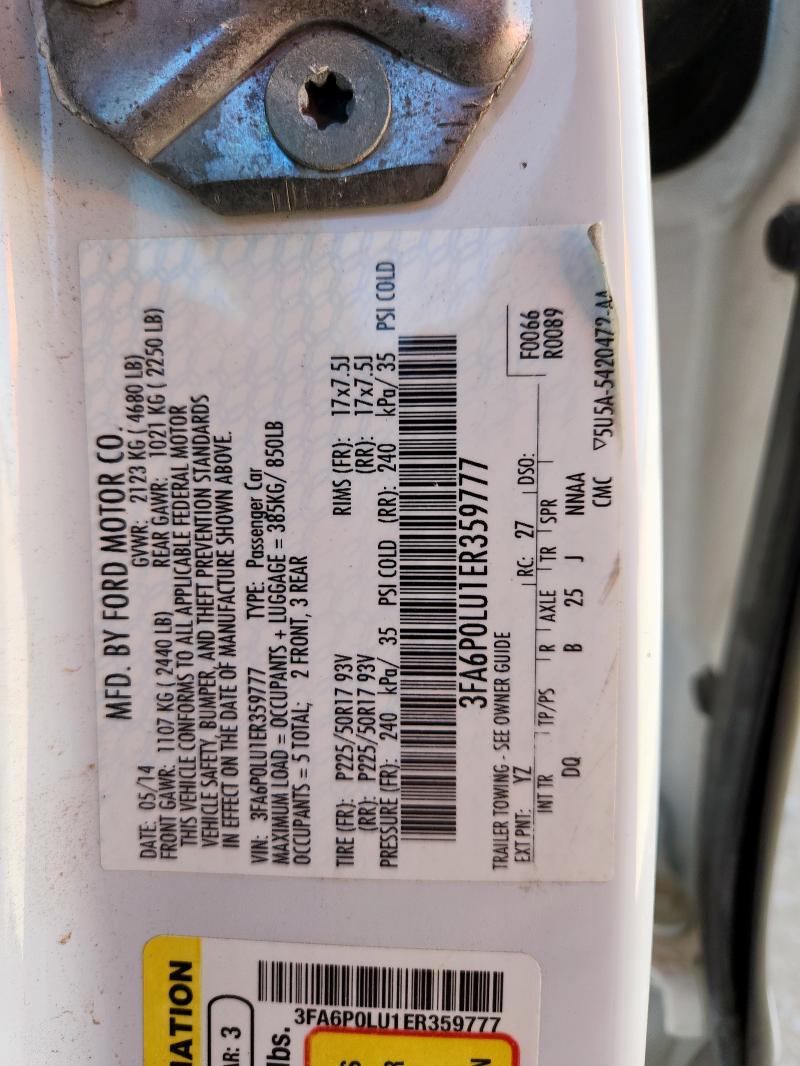 MFD. BY FORD MOTOR CO.
DATE: 05/14 GVWR: 2123 KG ( 4680 LB)
FRONT GAWR: 1107 KG ( 2440 LB) REAR GAWR: 1021 KG ( 2250 LB)
THIS VEHICLE CONFORMS TO ALL APPLICABLE FEDERAL MOTOR
VEHICLE SAFETY, BUMPER, AND THEFT PREVENTION STANDARDS
IN EFFECT ON THE DATE OF MANUFACTURE SHOWN ABOVE.
VIN: 3FA6P0LU1ER359777 TYPE: Passenger Car
MAXIMUM LOAD = OCCUPANTS + LUGGAGE = 385KG/ 850LB
OCCUPANTS = 5 TOTAL; 2 FRONT, 3 REAR
TIRE (FR): P225/50R17 93V RIMS (FR): 17x7.5J
(RR): P225/50R17 93V (RR): 17x7.5J
PRESSURE (FR): 240 kPa/ 35 PSI COLD (RR): 240 kPa/ 35 PSI COLD
3FA6P0LU1ER359777
TRAILER TOWING - SEE OWNER GUIDE F0066
EXT PNT: YZ RC: 27 DSO: R0089
INT TR TP/PS R AXLE TR SPR
DQ B 25 J NNAA
CMC ▽5U5A-5420472-AA
3FA6P0LU1ER359777
AR: 3
lbs.